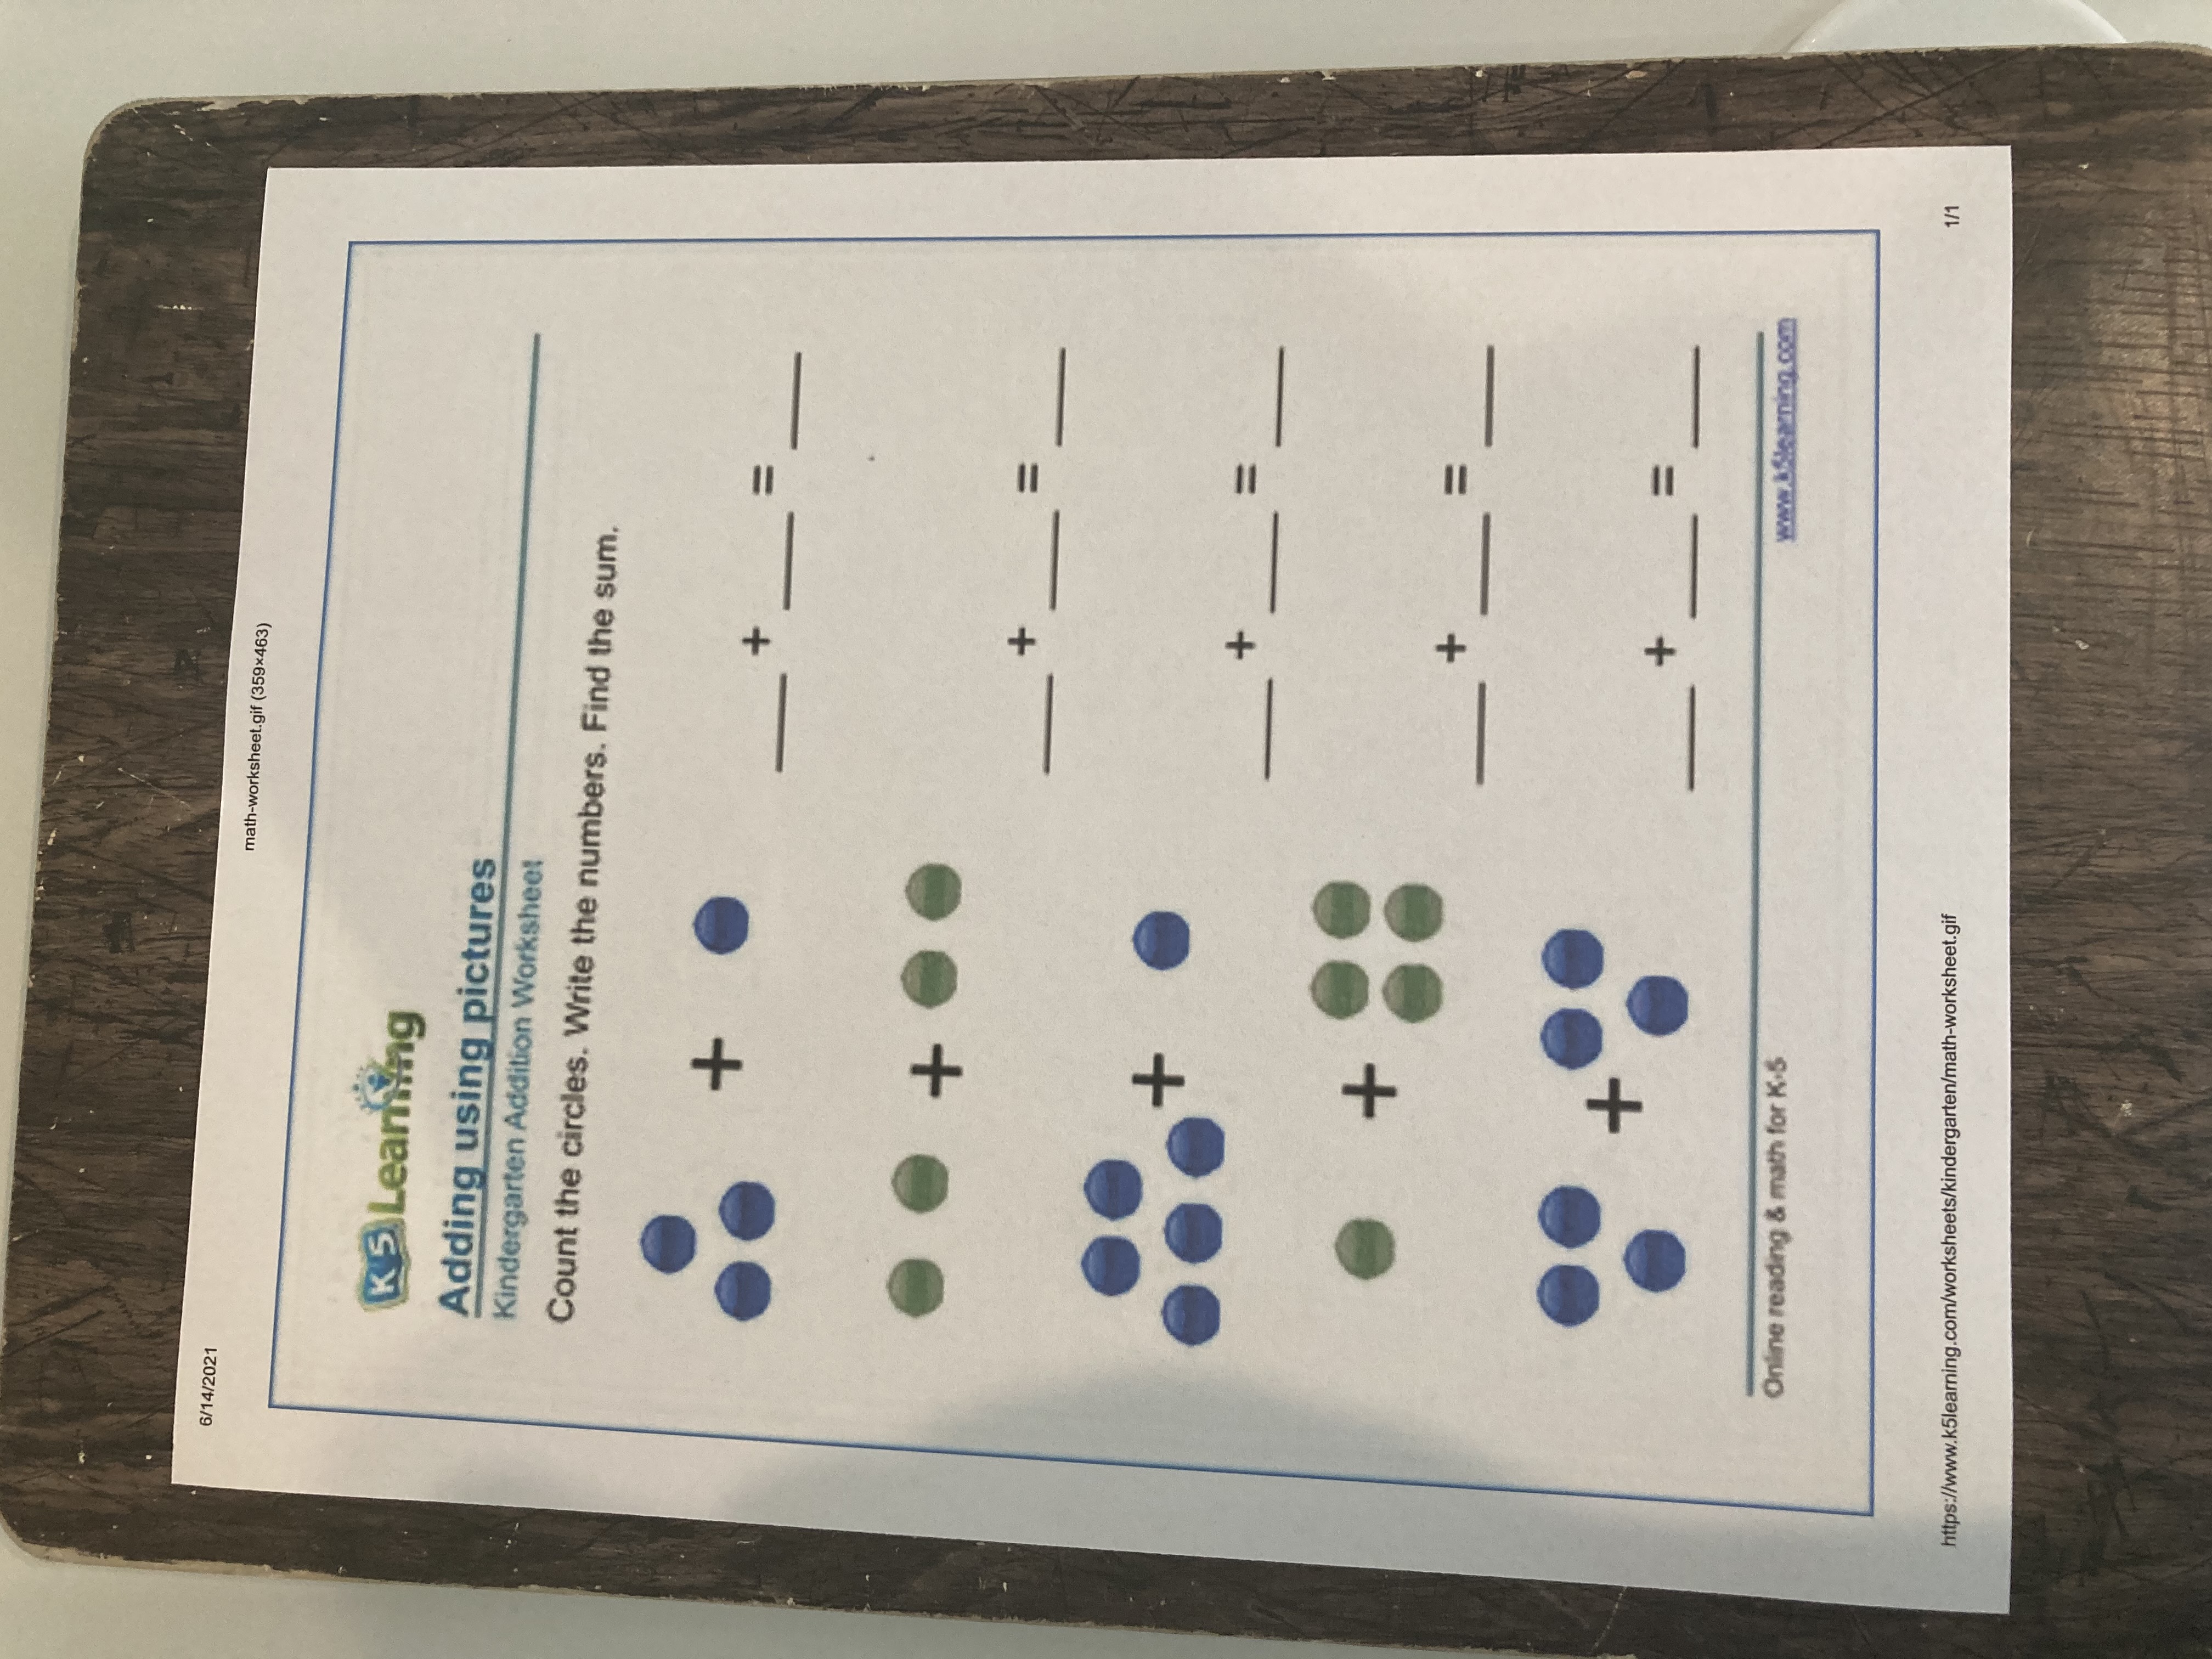 6/14/2021
math-worksheet.gif (359×463)
K5 Learning
Adding using pictures
Kindergarten Addition Worksheet
Count the circles. Write the numbers. Find the sum.
+ ___ + ___ = ___
+ ___ + ___ = ___
+ ___ + ___ = ___
+ ___ + ___ = ___
+ ___ + ___ = ___
Online reading & math for K-5
www.k5learning.com
https://www.k5learning.com/worksheets/kindergarten/math-worksheet.gif
1/1